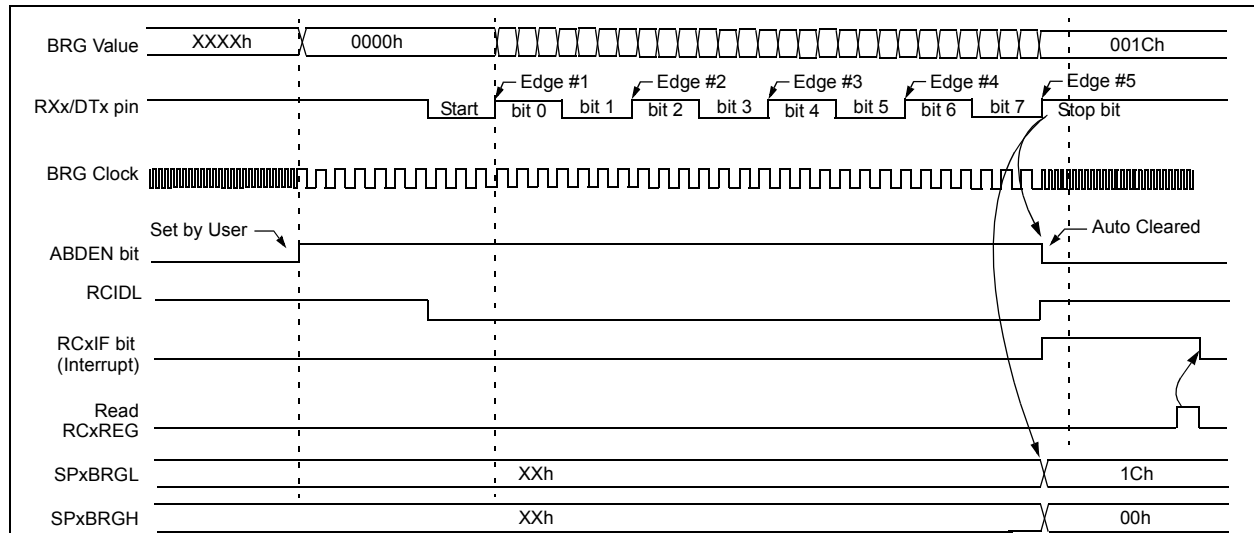 BRG Value XXXXh 0000h 001Ch
Edge #1 Edge #2 Edge #3 Edge #4 Edge #5
RXx/DTx pin Start bit 0 bit 1 bit 2 bit 3 bit 4 bit 5 bit 6 bit 7 Stop bit
BRG Clock
Set by User Auto Cleared
ABDEN bit
RCIDL
RCxIF bit
(Interrupt)
Read
RCxREG
SPxBRGL XXh 1Ch
SPxBRGH XXh 00h